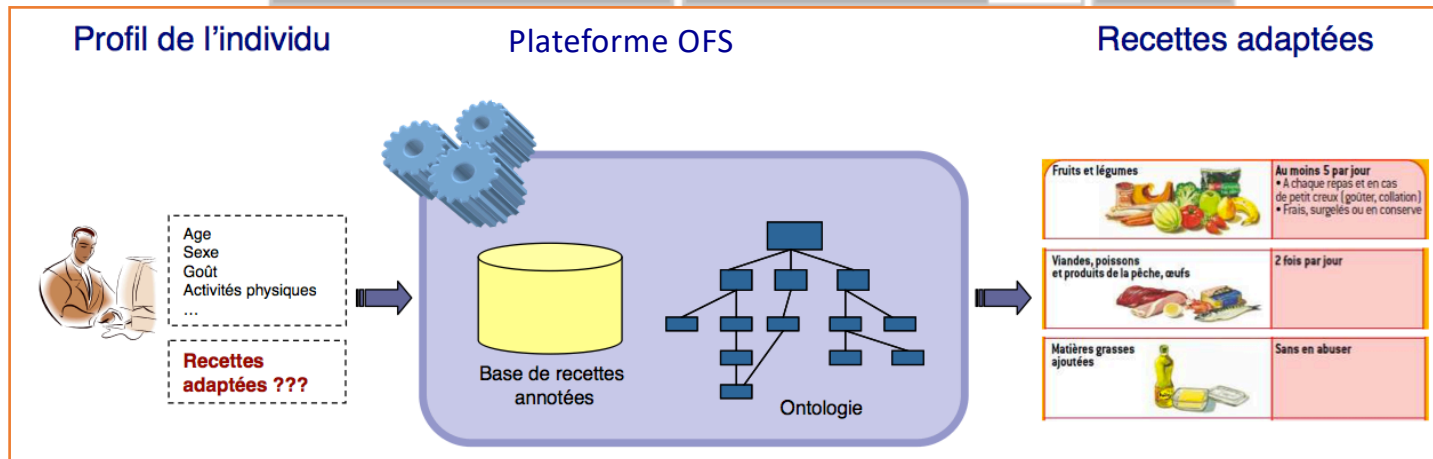 Profil de l'individu
Plateforme OFS
Recettes adaptées
Age
Sexe
Goût
Activités physiques
...
Recettes
adaptées ???
Base de recettes
annotées
Ontologie
Fruits et légumes
Au moins 5 par jour
• A chaque repas et en cas
de petit creux (goûter, collation)
• Frais, surgelés ou en conserve
Viandes, poissons
et produits de la pêche, œufs
2 fois par jour
Matières grasses
ajoutées
Sans en abuser